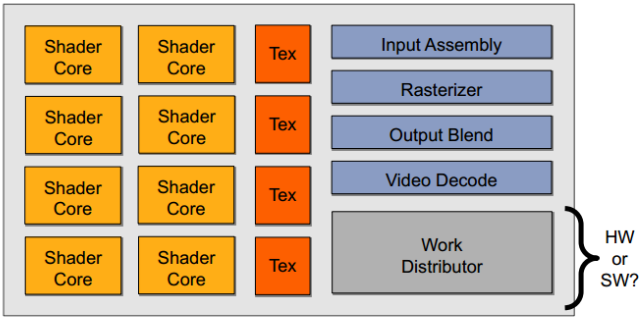 Shader
Core
Shader
Core
Tex
Input Assembly
Shader
Core
Shader
Core
Tex
Rasterizer
Output Blend
Shader
Core
Shader
Core
Tex
Video Decode
Shader
Core
Shader
Core
Tex
Work
Distributor
HW
or
SW?